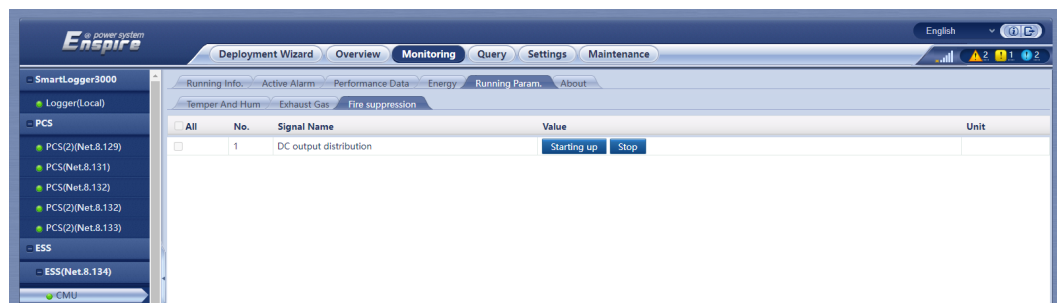 Enspire
power system
English
Deployment Wizard Overview Monitoring Query Settings Maintenance
2 1 2
SmartLogger3000
Logger(Local)
PCS
PCS(2)(Net.8.129)
PCS(Net.8.131)
PCS(Net.8.132)
PCS(2)(Net.8.132)
PCS(2)(Net.8.133)
ESS
ESS(Net.8.134)
CMU
Running Info. Active Alarm Performance Data Energy Running Param. About
Temper And Hum Exhaust Gas Fire suppression
All No. Signal Name Value Unit
1 DC output distribution Starting up Stop